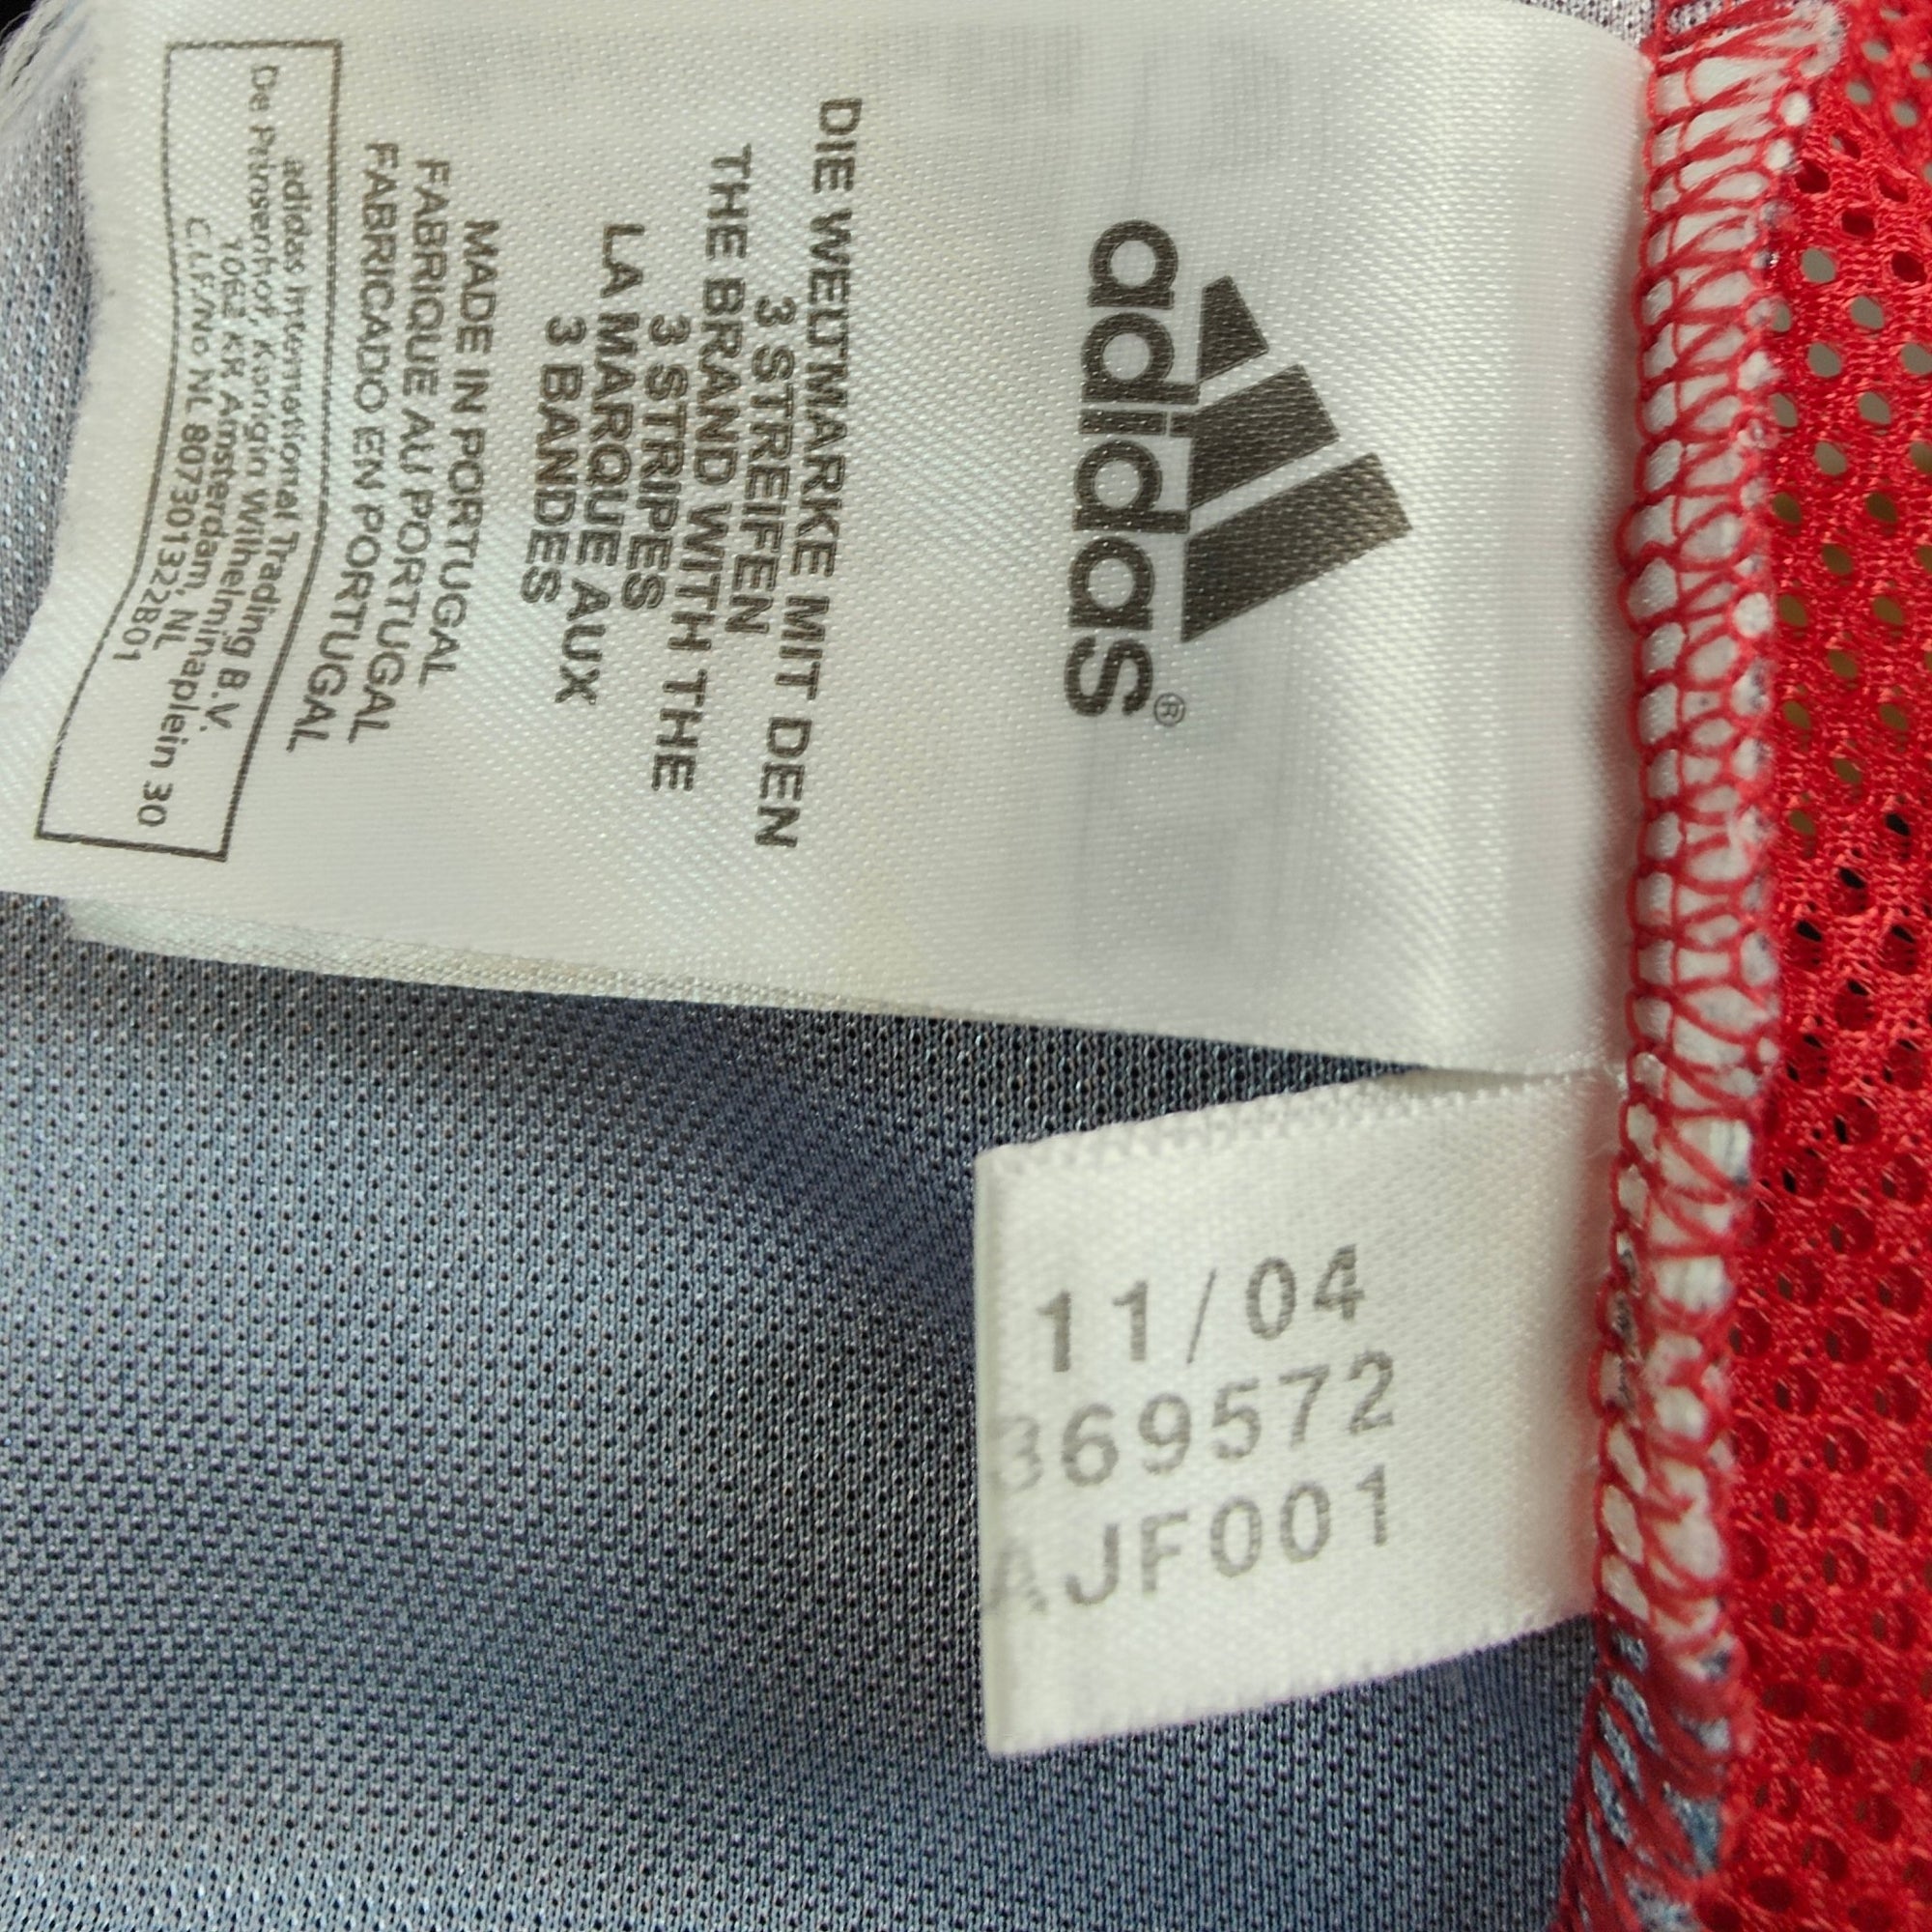 adidas®
DIE WELTMARKE MIT DEN
3 STREIFEN
THE BRAND WITH THE
3 STRIPES
LA MARQUE AUX
3 BANDES
MADE IN PORTUGAL
FABRIQUE AU PORTUGAL
FABRICADO EN PORTUGAL
adidas International Trading B.V.
De Prinsenhof, Koningin Wilhelminaplein 30
1062 KR Amsterdam, NL
C.I.F/No NL 807301322B01
11/04
369572
AJF001